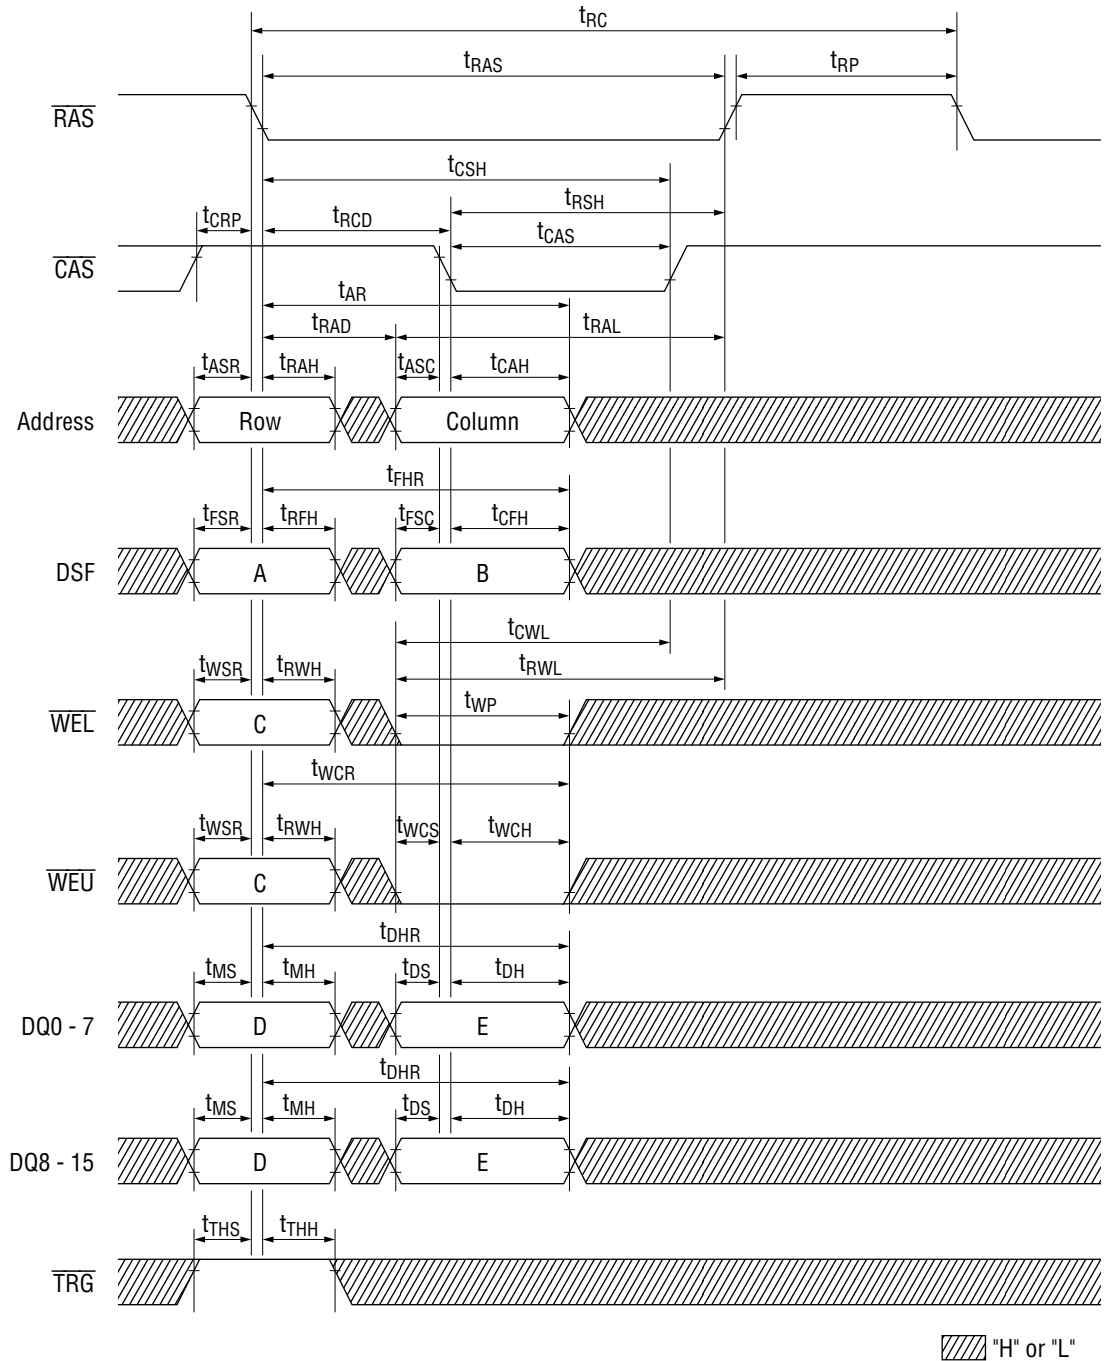 tRC
tRAS tRP
RAS
tCSH
tRSH
tCRP tRCD
tCAS
CAS
tAR
tRAD tRAL
tASR tRAH tASC tCAH
Address Row Column
tFHR
tFSR tRFH tFSC tCFH
DSF A B
tCWL
tWSR tRWH tRWL
tWP
WEL C
tWCR
tWSR tRWH tWCS tWCH
WEU C
tDHR
tMS tMH tDS tDH
DQ0 - 7 D E
tDHR
tMS tMH tDS tDH
DQ8 - 15 D E
tTHS tTHH
TRG
"H" or "L"